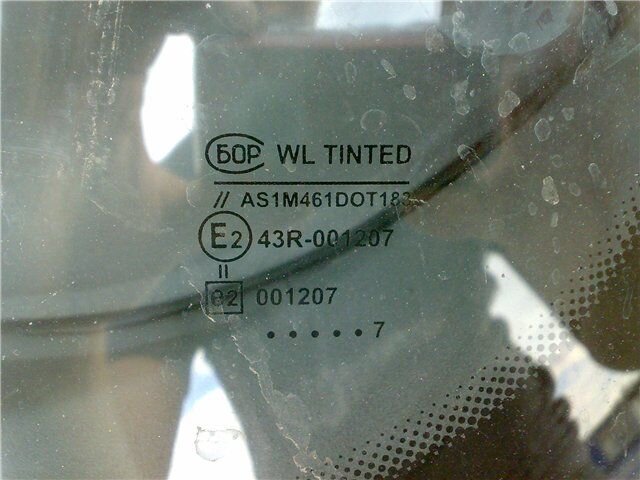 БОР WL TINTED
// AS1M461DOT183
E2 43R-001207
II
e2 001207
.....7